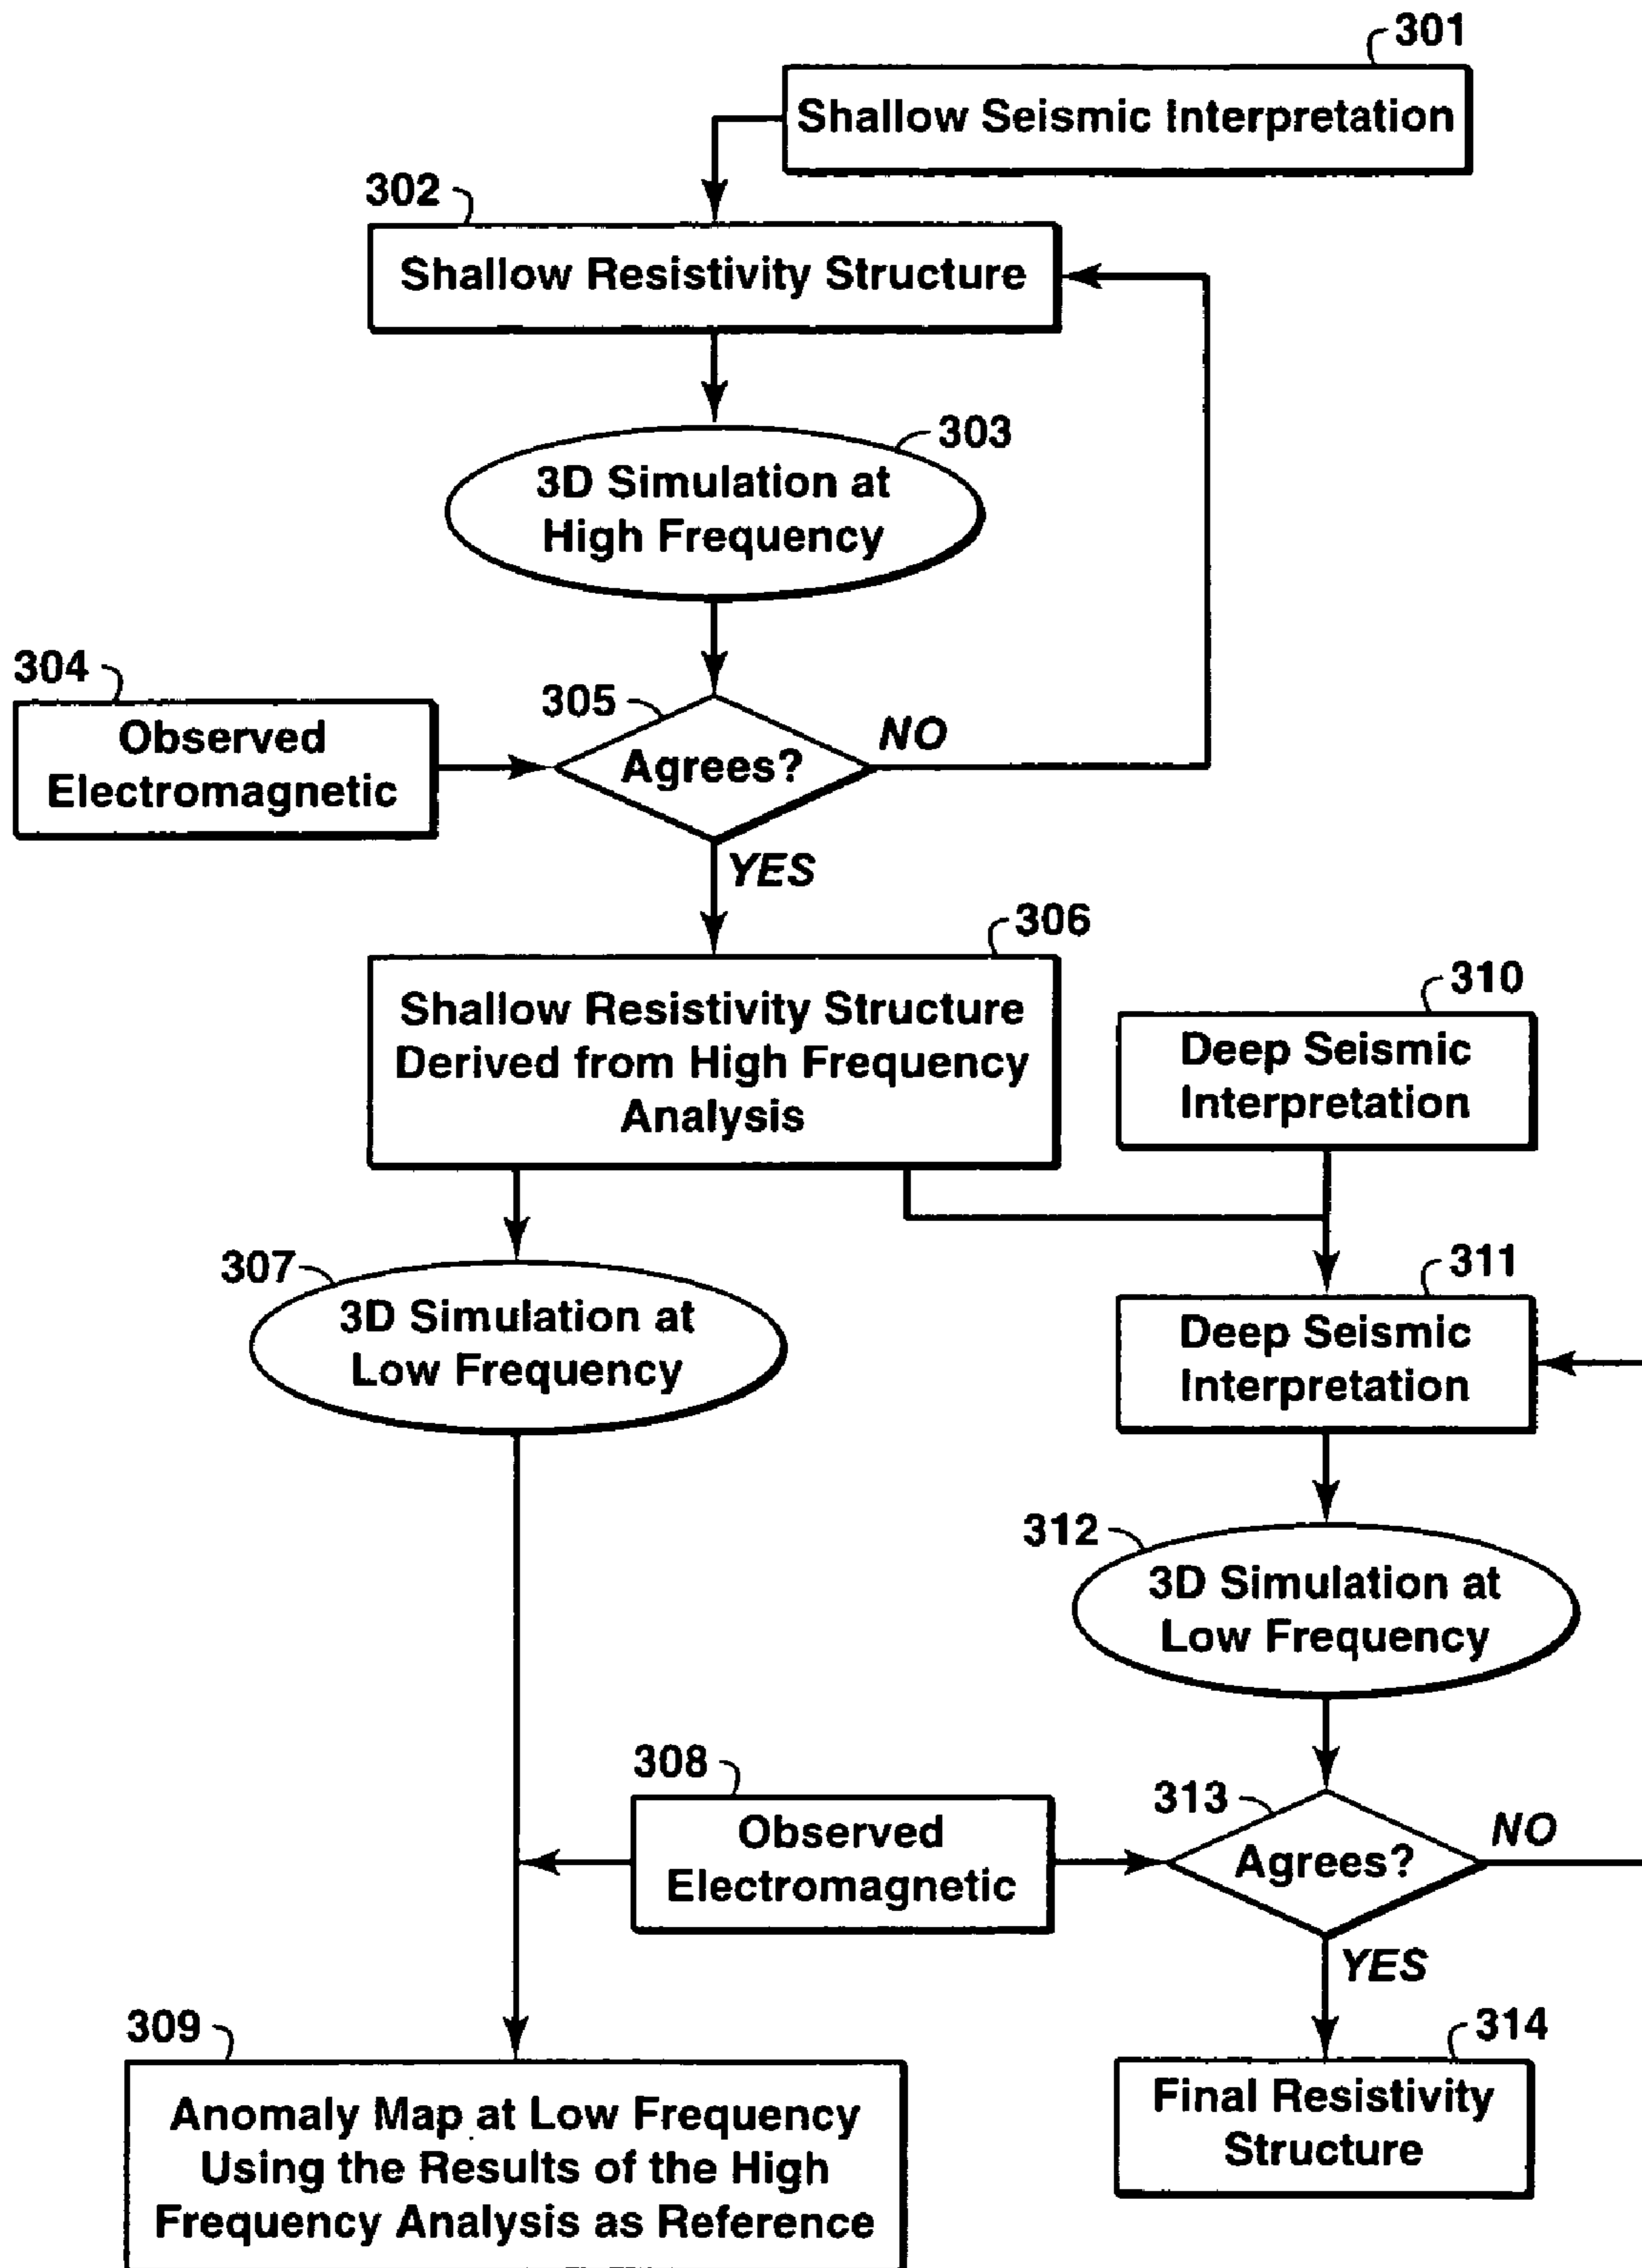 301
Shallow Seismic Interpretation
302
Shallow Resistivity Structure
303
3D Simulation at
High Frequency
304
Observed
Electromagnetic
305
Agrees?
NO
YES
306
Shallow Resistivity Structure
Derived from High Frequency
Analysis
310
Deep Seismic
Interpretation
307
3D Simulation at
Low Frequency
311
Deep Seismic
Interpretation
312
3D Simulation at
Low Frequency
308
Observed
Electromagnetic
313
Agrees?
NO
YES
309
Anomaly Map at Low Frequency
Using the Results of the High
Frequency Analysis as Reference
314
Final Resistivity
Structure